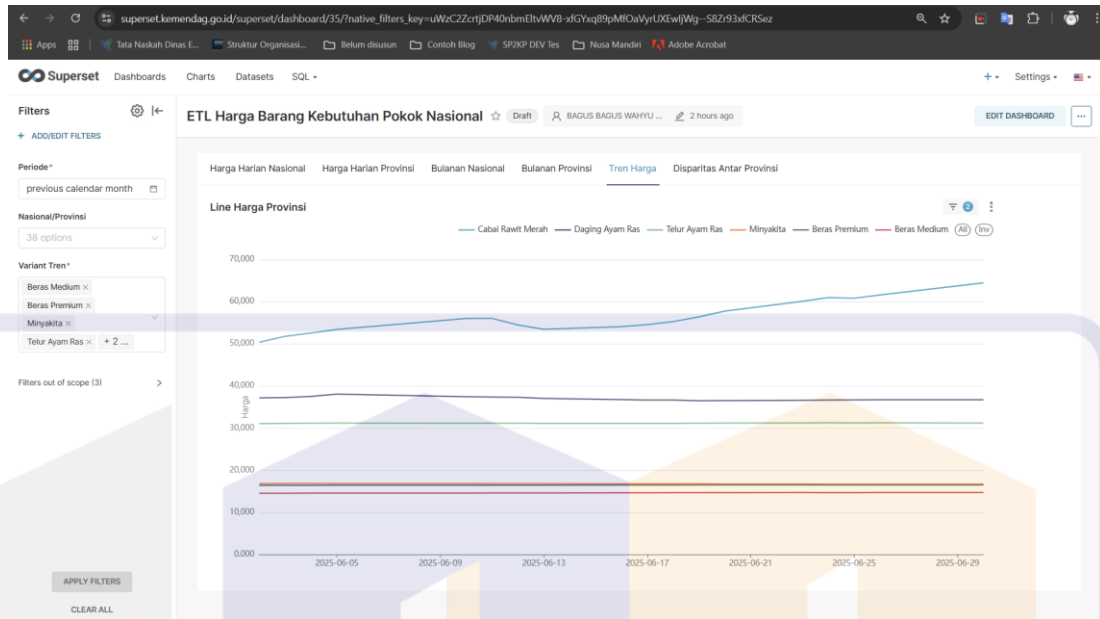 superset.kemendag.go.id/superset/dashboard/35/?native_filters_key=uWzC2ZcrtjDP40nbmEltvWV8-xfGYxq89pMfOaVyrUXEwljWg--S8Zr93xfCRSez
Apps Tata Naskah Dinas E... Struktur Organisasi... Belum disusun Contoh Blog SP2KP DEV Tes Nusa Mandiri Adobe Acrobat
Superset Dashboards Charts Datasets SQL Settings
Filters
+ ADD/EDIT FILTERS
ETL Harga Barang Kebutuhan Pokok Nasional Draft BAGUS BAGUS WAHYU ... 2 hours ago EDIT DASHBOARD ...
Periode *
previous calendar month
Nasional/Provinsi
38 options
Variant Tren *
Beras Medium ×
Beras Premium ×
Minyakita ×
Telur Ayam Ras × + 2 ...
Filters out of scope (3)
APPLY FILTERS
CLEAR ALL
Harga Harian Nasional Harga Harian Provinsi Bulanan Nasional Bulanan Provinsi Tren Harga Disparitas Antar Provinsi
Line Harga Provinsi 2
Cabai Rawit Merah Daging Ayam Ras Telur Ayam Ras Minyakita Beras Premium Beras Medium All Inv
70,000
60,000
50,000
40,000
Harga
30,000
20,000
10,000
0.000
2025-06-05 2025-06-09 2025-06-13 2025-06-17 2025-06-21 2025-06-25 2025-06-29